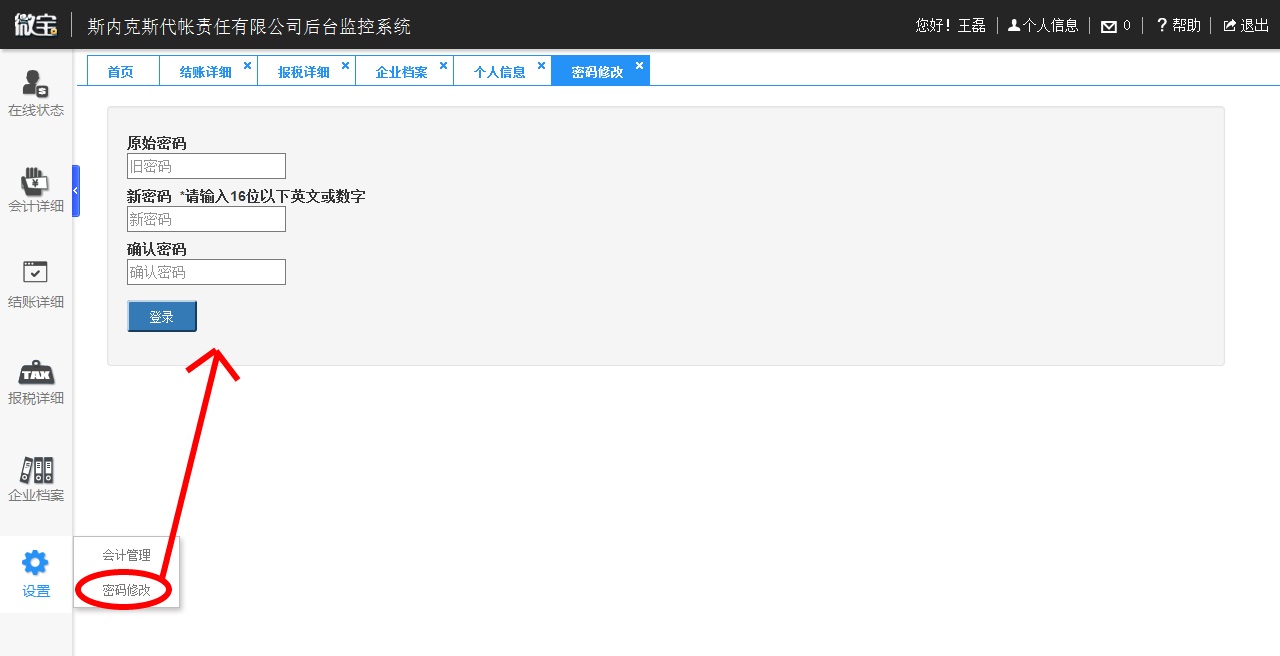 微宝 斯内克斯代帐责任有限公司后台监控系统 您好！王磊 个人信息 0 ?帮助 退出
首页 结账详细 × 报税详细 × 企业档案 × 个人信息 × 密码修改 ×
在线状态
会计详细
结账详细
TAX
报税详细
企业档案
设置
原始密码
旧密码
新密码 *请输入16位以下英文或数字
新密码
确认密码
确认密码
登录
会计管理
密码修改